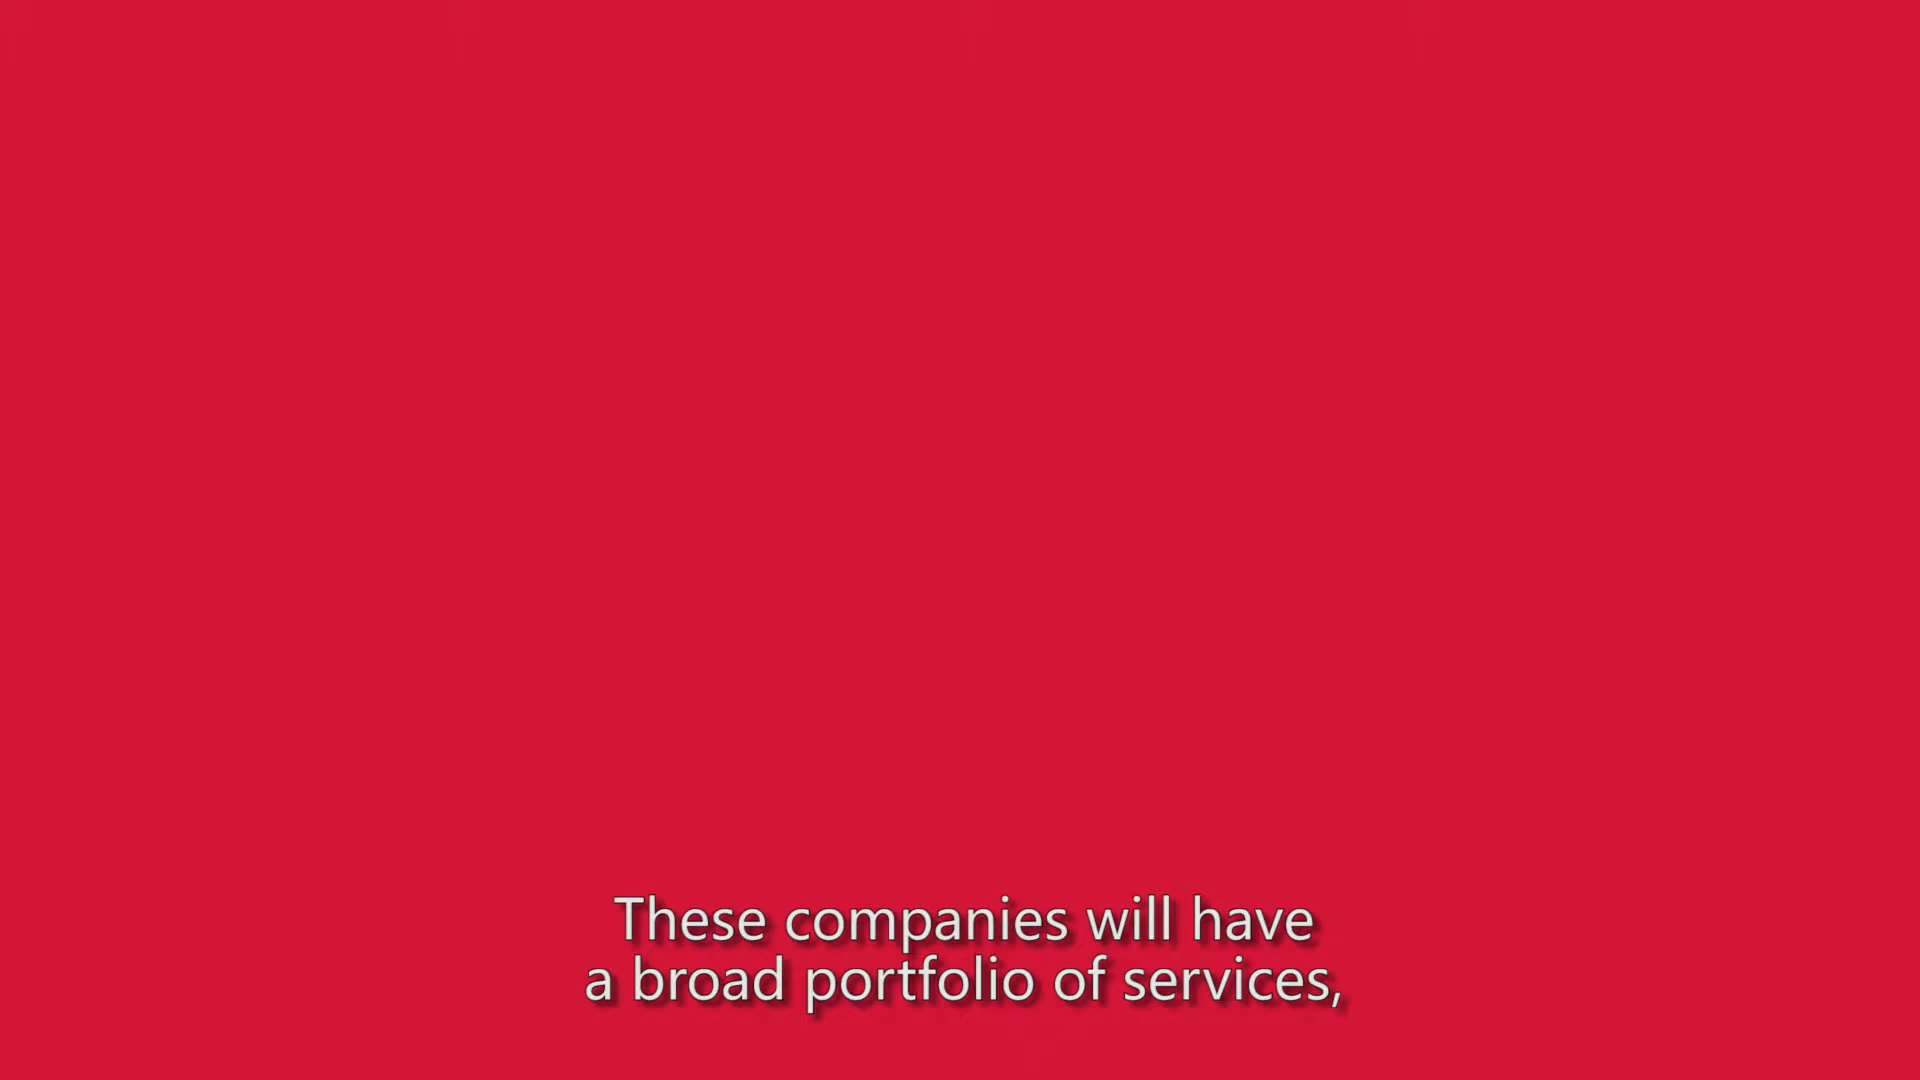 These companies will have
a broad portfolio of services,